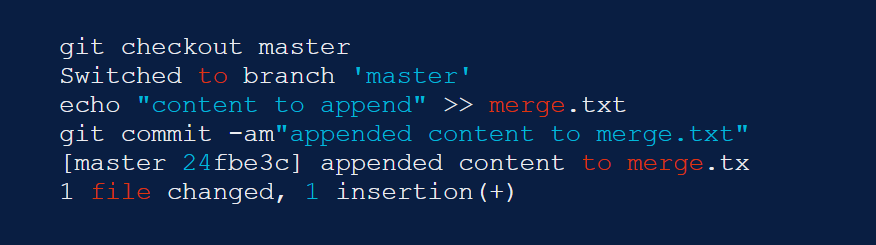 git checkout master
Switched to branch 'master'
echo "content to append" >> merge.txt
git commit -am"appended content to merge.txt"
[master 24fbe3c] appended content to merge.tx
1 file changed, 1 insertion(+)